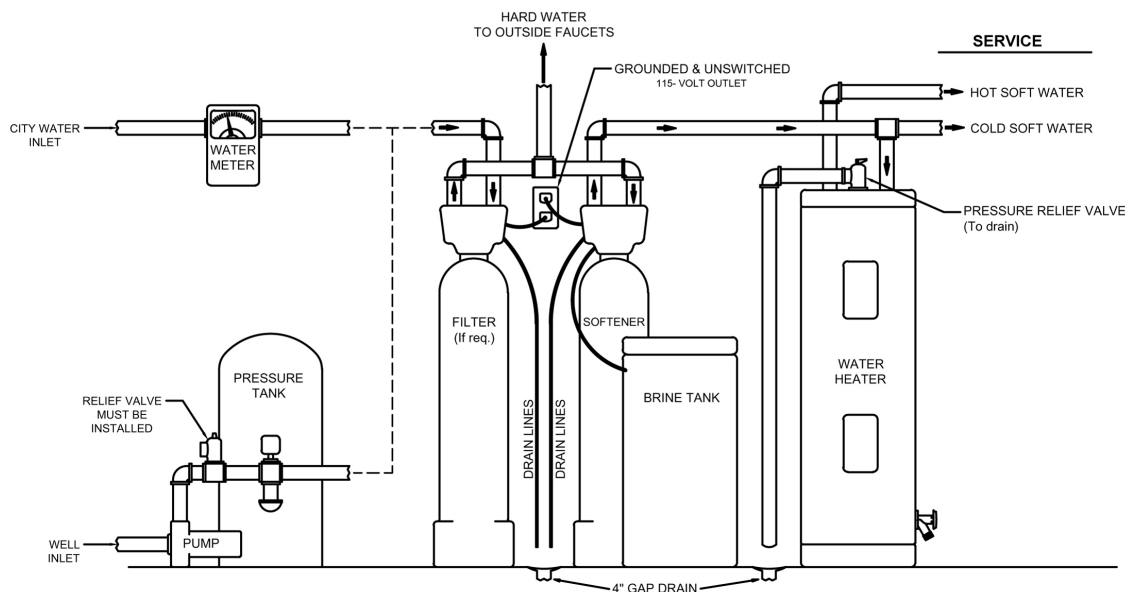 HARD WATER
TO OUTSIDE FAUCETS
SERVICE
GROUNDED & UNSWITCHED
115- VOLT OUTLET
HOT SOFT WATER
CITY WATER
INLET
WATER
METER
COLD SOFT WATER
PRESSURE RELIEF VALVE
(To drain)
FILTER
(If req.)
SOFTENER
WATER
HEATER
PRESSURE
TANK
RELIEF VALVE
MUST BE
INSTALLED
BRINE TANK
DRAIN LINES
DRAIN LINES
WELL
INLET
PUMP
4" GAP DRAIN